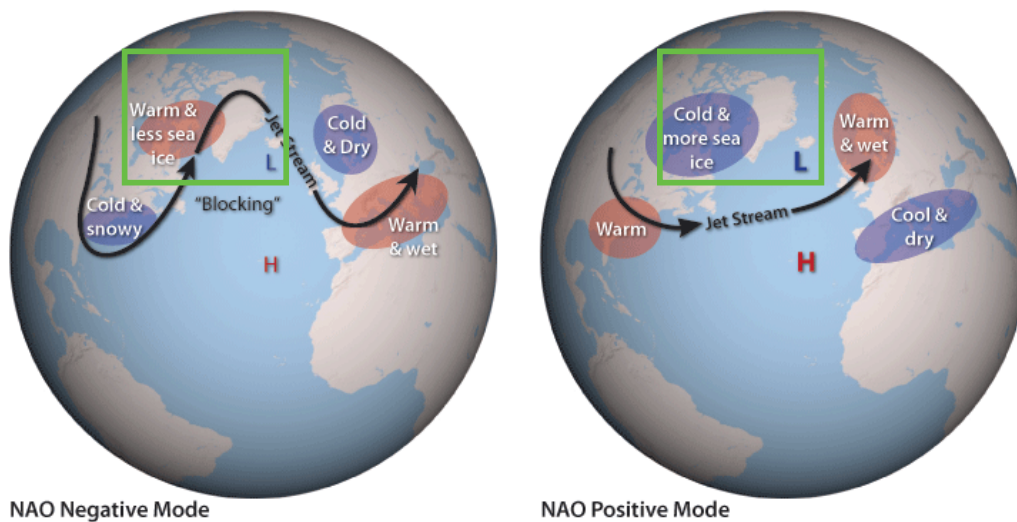 Warm &
less sea
ice
Jet Stream
Cold
& Dry
L
Cold &
snowy
"Blocking"
Warm
& wet
H
NAO Negative Mode
Cold &
more sea
ice
Warm
& wet
L
Warm
Jet Stream
Cool &
dry
H
NAO Positive Mode